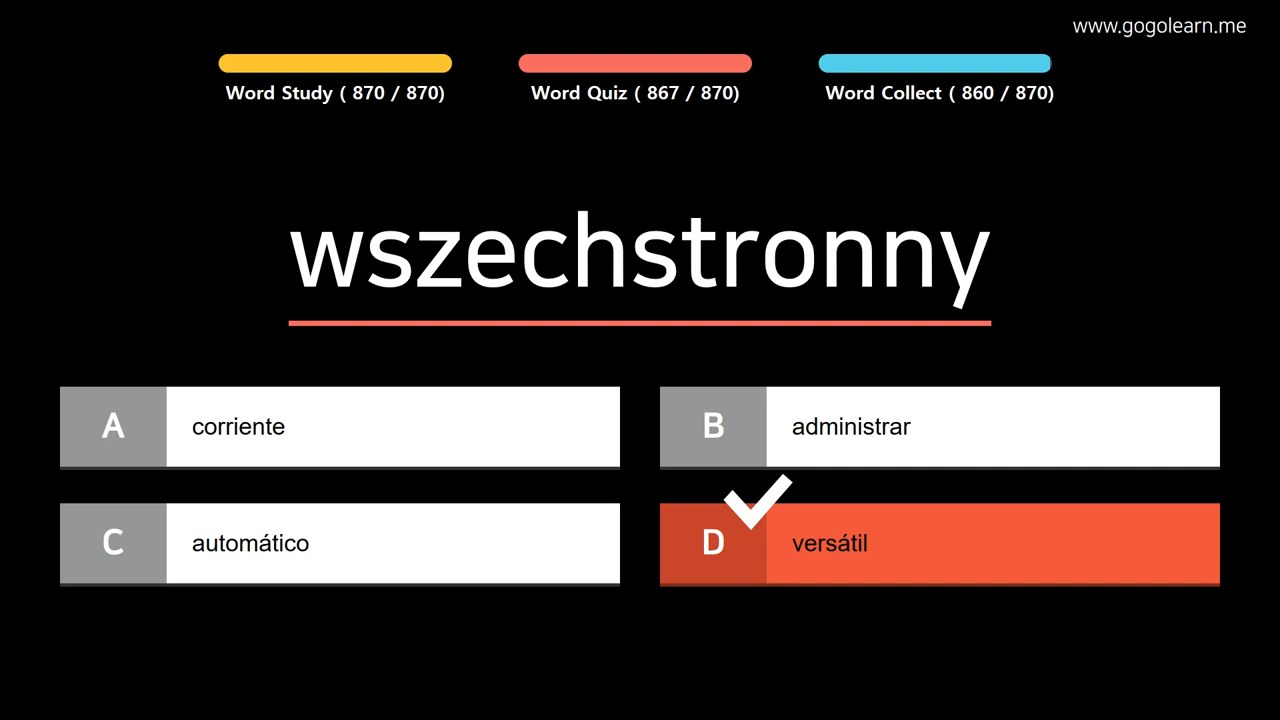 www.gogolearn.me
Word Study ( 870 / 870)
Word Quiz ( 867 / 870)
Word Collect ( 860 / 870)
wszechstronny
A corriente
B administrar
C automático
D versátil